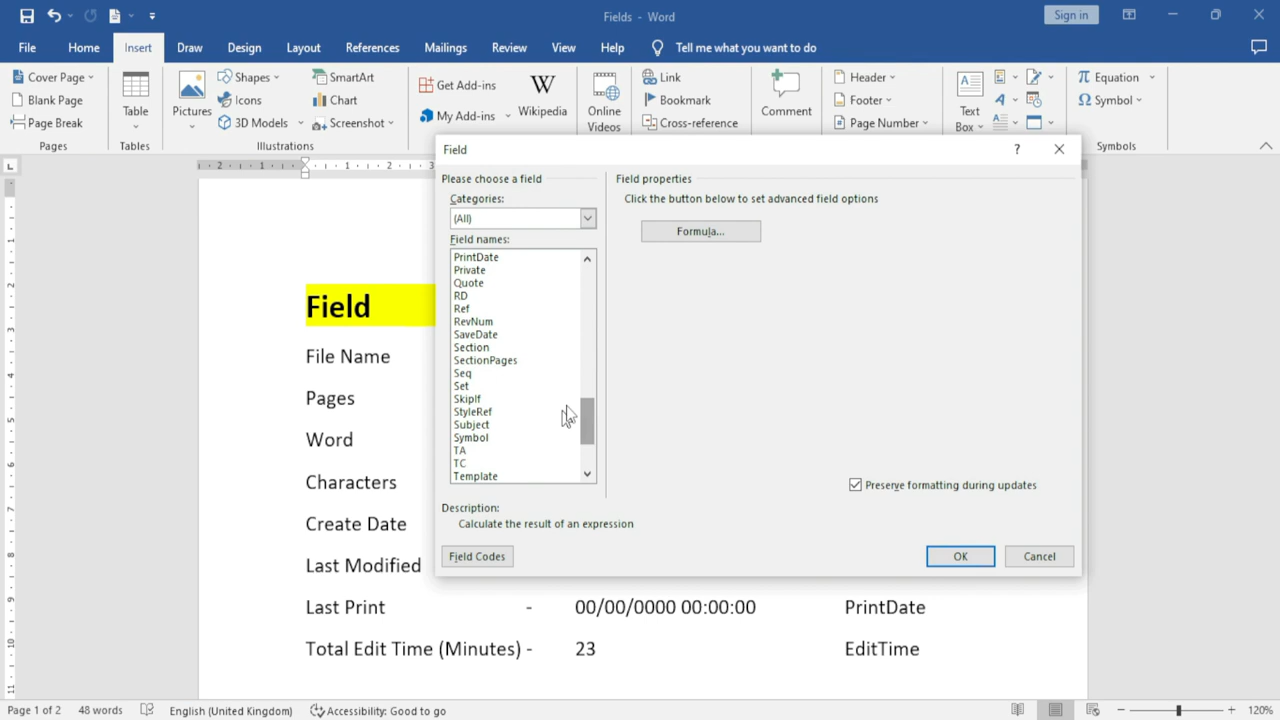 Fields - Word
Sign in
File Home Insert Draw Design Layout References Mailings Review View Help Tell me what you want to do
Cover Page
Blank Page
Page Break
Pages
Table
Tables
Pictures
Shapes
Icons
3D Models
SmartArt
Chart
Screenshot
Illustrations
Get Add-ins
My Add-ins
Wikipedia
Online
Videos
Link
Bookmark
Cross-reference
Comment
Header
Footer
Page Number
Text
Box
Equation
Symbol
Symbols
Field
Please choose a field
Categories:
(All)
Field names:
PrintDate
Private
Quote
RD
Ref
RevNum
SaveDate
Section
SectionPages
Seq
Set
SkipIf
StyleRef
Subject
Symbol
TA
TC
Template
Field properties
Click the button below to set advanced field options
Formula...
Preserve formatting during updates
Description:
Calculate the result of an expression
Field Codes
OK
Cancel
Field
File Name
Pages
Word
Characters
Create Date
Last Modified
Last Print - 00/00/0000 00:00:00 PrintDate
Total Edit Time (Minutes) - 23 EditTime
Page 1 of 2 48 words English (United Kingdom) Accessibility: Good to go 120%